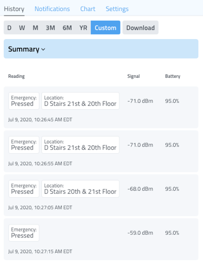 History Notifications Chart Settings
D W M 3M 6M YR Custom Download
Summary
Reading Signal Battery
Emergency: Location:
Pressed D Stairs 21st & 20th Floor -71.0 dBm 95.0%
Jul 9, 2020, 10:26:45 AM EDT
Emergency: Location:
Pressed D Stairs 21st & 20th Floor -71.0 dBm 95.0%
Jul 9, 2020, 10:26:55 AM EDT
Emergency: Location:
Pressed D Stairs 20th & 21st Floor -68.0 dBm 95.0%
Jul 9, 2020, 10:27:05 AM EDT
Emergency:
Pressed -59.0 dBm 95.0%
Jul 9, 2020, 10:27:15 AM EDT